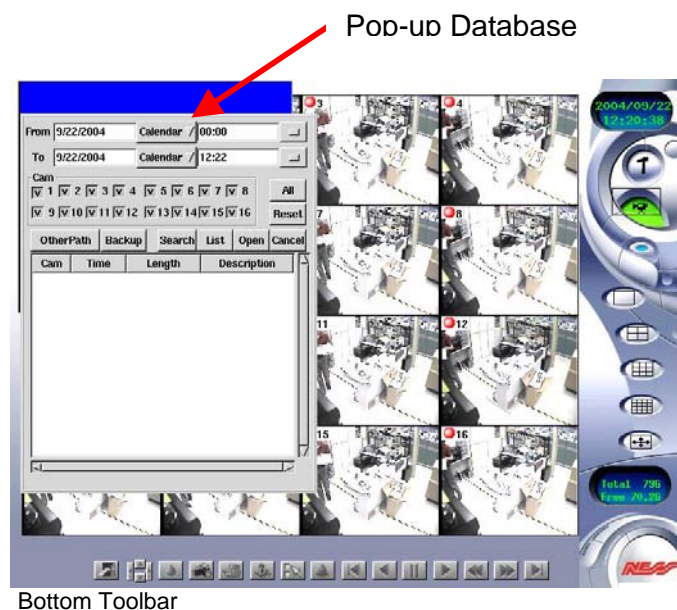 Pop-up Database
3
4
2004/09/22
12:20:38
From 9/22/2004 Calendar / 00:00
To 9/22/2004 Calendar / 12:22
Cam
1 2 3 4 5 6 7 8 All
9 10 11 12 13 14 15 16 Reset
7
8
OtherPath Backup Search List Open Cancel
Cam Time Length Description
11
12
15
16
Total 79G
Free 70.2G
NESS
Bottom Toolbar